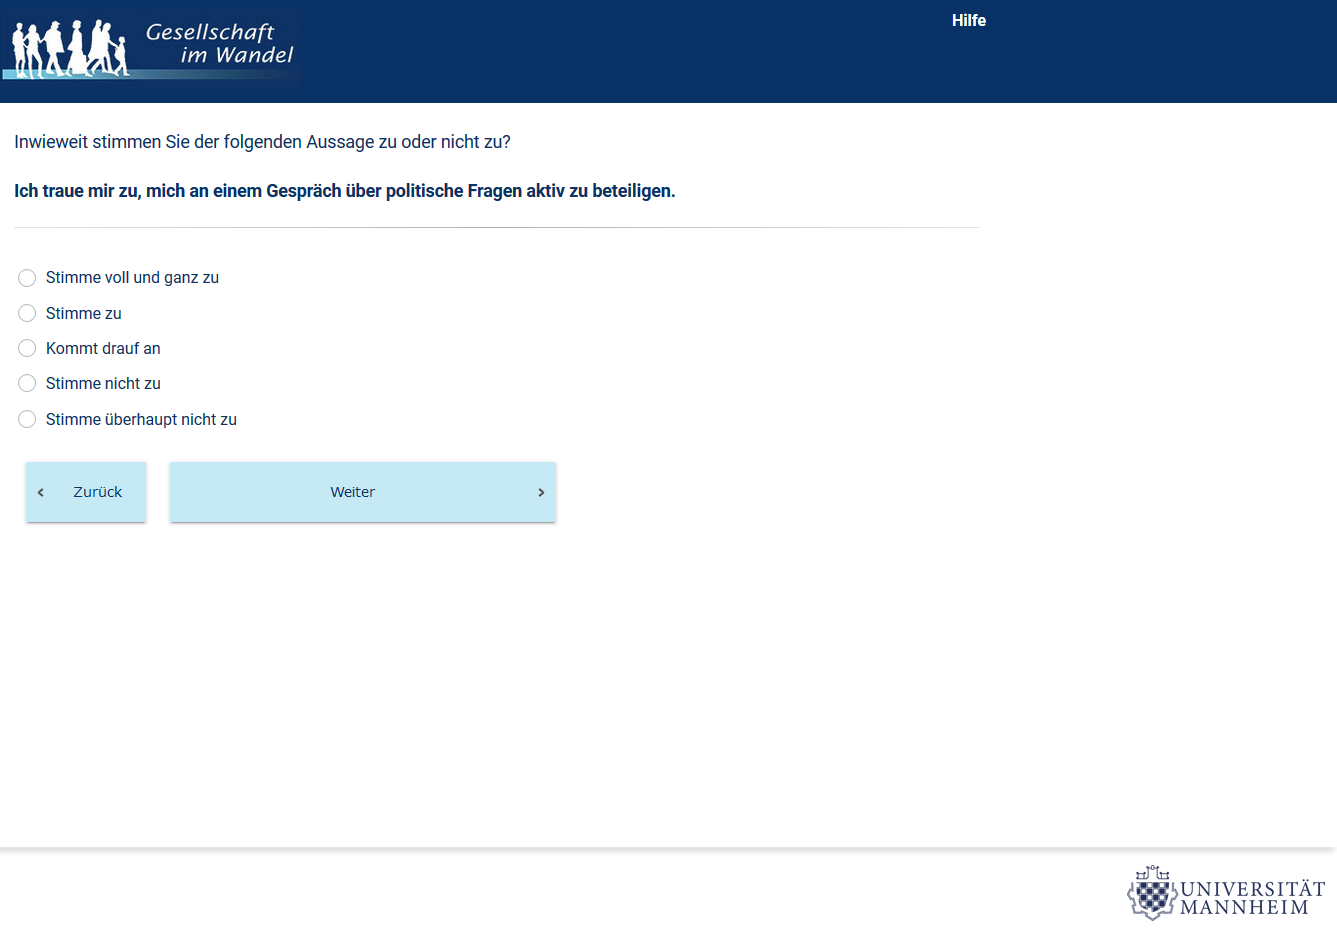 Gesellschaft
im Wandel
Hilfe
Inwieweit stimmen Sie der folgenden Aussage zu oder nicht zu?
Ich traue mir zu, mich an einem Gespräch über politische Fragen aktiv zu beteiligen.
Stimme voll und ganz zu
Stimme zu
Kommt drauf an
Stimme nicht zu
Stimme überhaupt nicht zu
‹ Zurück
Weiter ›
UNIVERSITÄT
MANNHEIM